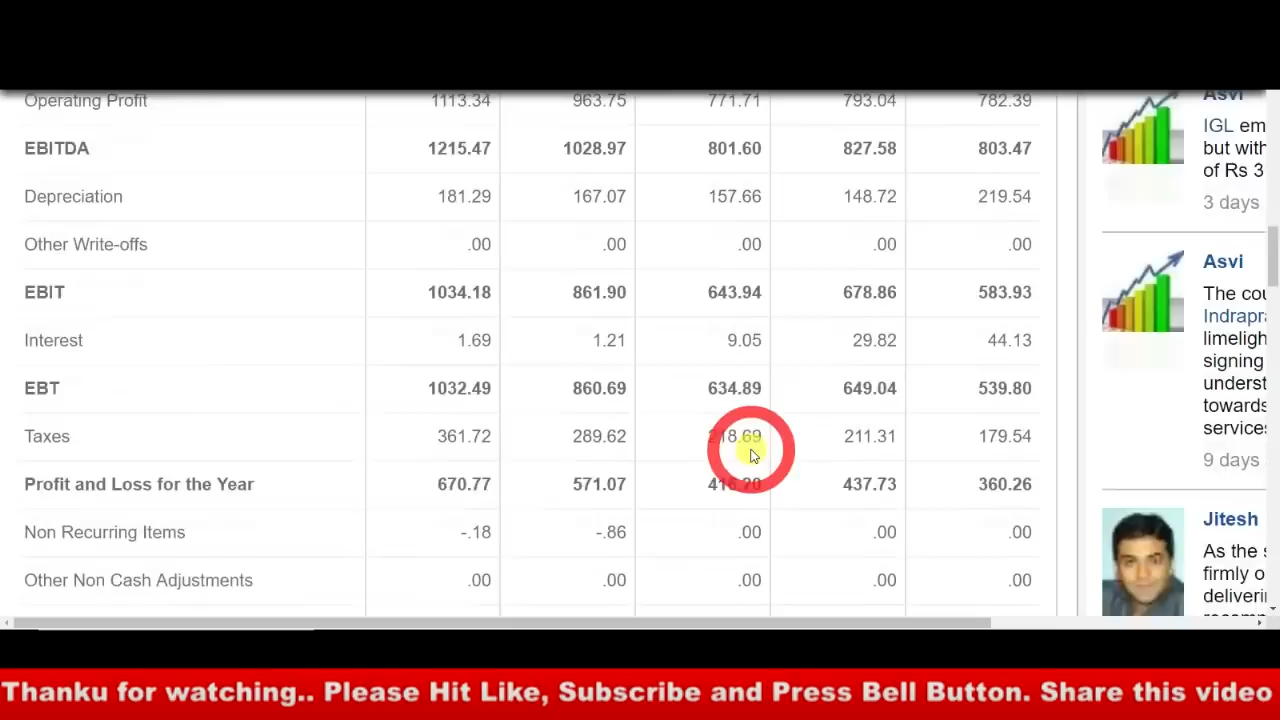 Operating Profit 1113.34 963.75 771.71 793.04 782.39
EBITDA 1215.47 1028.97 801.60 827.58 803.47
Depreciation 181.29 167.07 157.66 148.72 219.54
Other Write-offs .00 .00 .00 .00 .00
EBIT 1034.18 861.90 643.94 678.86 583.93
Interest 1.69 1.21 9.05 29.82 44.13
EBT 1032.49 860.69 634.89 649.04 539.80
Taxes 361.72 289.62 218.69 211.31 179.54
Profit and Loss for the Year 670.77 571.07 416.20 437.73 360.26
Non Recurring Items -.18 -.86 .00 .00 .00
Other Non Cash Adjustments .00 .00 .00 .00 .00
Asvi
IGL em
but with
of Rs 3
3 days
Asvi
The cou
Indrapra
limeligh
signing
underst
towards
services
9 days
Jitesh
As the s
firmly o
deliverin
Thanku for watching.. Please Hit Like, Subscribe and Press Bell Button. Share this video